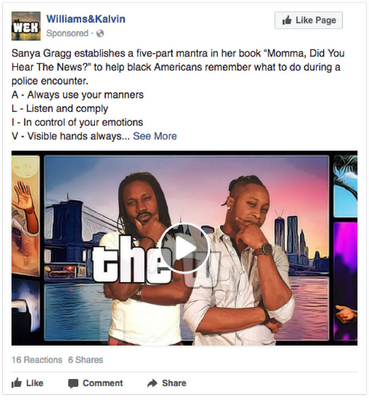 Williams&Kalvin
Sponsored ·
Like Page
WEK
Sanya Gragg establishes a five-part mantra in her book “Momma, Did You
Hear The News?” to help black Americans remember what to do during a
police encounter.
A - Always use your manners
L - Listen and comply
I - In control of your emotions
V - Visible hands always... See More
the
16 Reactions 6 Shares
Like Comment Share